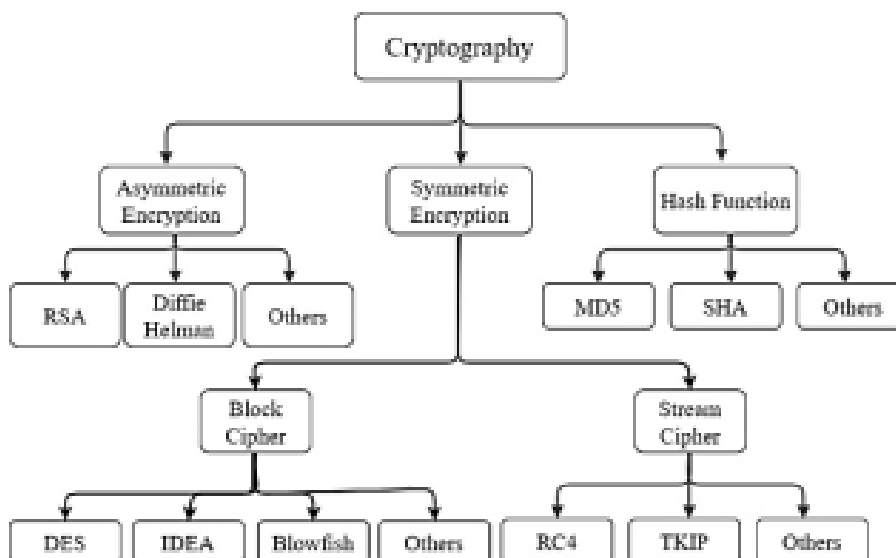 Cryptography
Asymmetric
Encryption
Symmetric
Encryption
Hash Function
RSA
Diffie
Helman
Others
MD5
SHA
Others
Block
Cipher
Stream
Cipher
DES
IDEA
Blowfish
Others
RC4
TKIP
Others